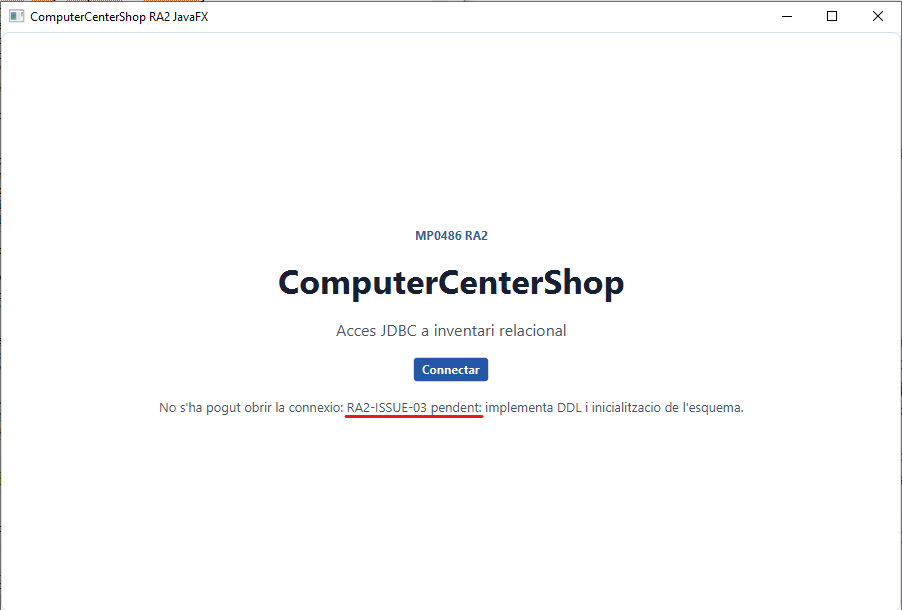 ComputerCenterShop RA2 JavaFX
MP0486 RA2
ComputerCenterShop
Acces JDBC a inventari relacional
Connectar
No s'ha pogut obrir la connexio: RA2-ISSUE-03 pendent: implementa DDL i inicialitzacio de l'esquema.